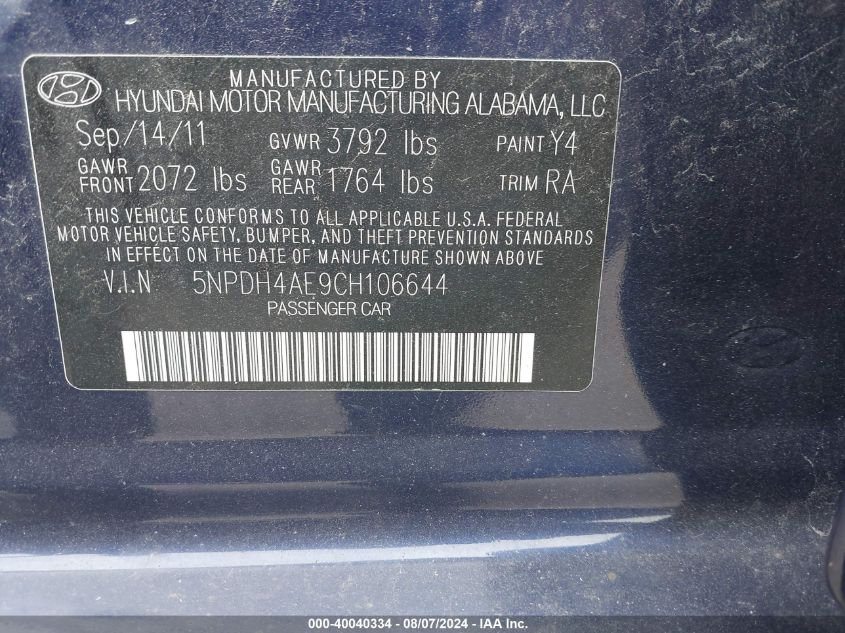 MANUFACTURED BY
HYUNDAI MOTOR MANUFACTURING ALABAMA, LLC
Sep/14/11 GVWR 3792 lbs PAINT Y4
GAWR FRONT 2072 lbs GAWR REAR 1764 lbs TRIM RA
THIS VEHICLE CONFORMS TO ALL APPLICABLE U.S.A. FEDERAL
MOTOR VEHICLE SAFETY, BUMPER, AND THEFT PREVENTION STANDARDS
IN EFFECT ON THE DATE OF MANUFACTURE SHOWN ABOVE
V.I.N 5NPDH4AE9CH106644
PASSENGER CAR
000-40040334 - 08/07/2024 - IAA Inc.